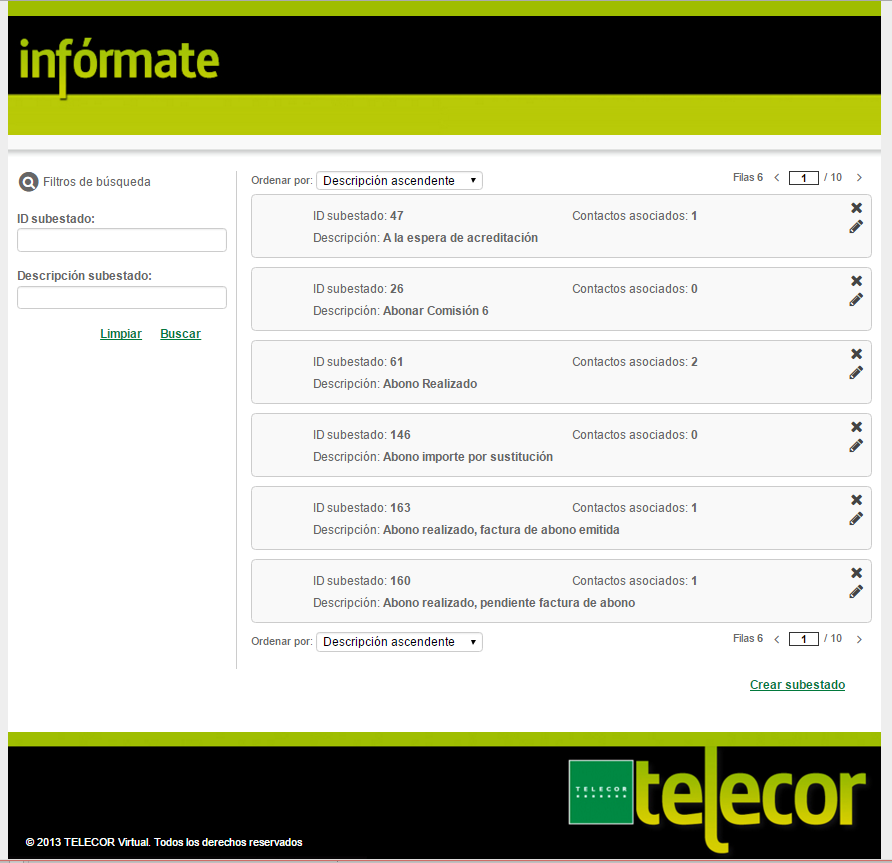 infórmate
Filtros de búsqueda
ID subestado:
Descripción subestado:
Limpiar Buscar
Ordenar por: Descripción ascendente Filas 6 < 1 / 10 >
ID subestado: 47 Contactos asociados: 1
Descripción: A la espera de acreditación
ID subestado: 26 Contactos asociados: 0
Descripción: Abonar Comisión 6
ID subestado: 61 Contactos asociados: 2
Descripción: Abono Realizado
ID subestado: 146 Contactos asociados: 0
Descripción: Abono importe por sustitución
ID subestado: 163 Contactos asociados: 1
Descripción: Abono realizado, factura de abono emitida
ID subestado: 160 Contactos asociados: 1
Descripción: Abono realizado, pendiente factura de abono
Ordenar por: Descripción ascendente Filas 6 < 1 / 10 >
Crear subestado
TELECOR telecor
© 2013 TELECOR Virtual. Todos los derechos reservados